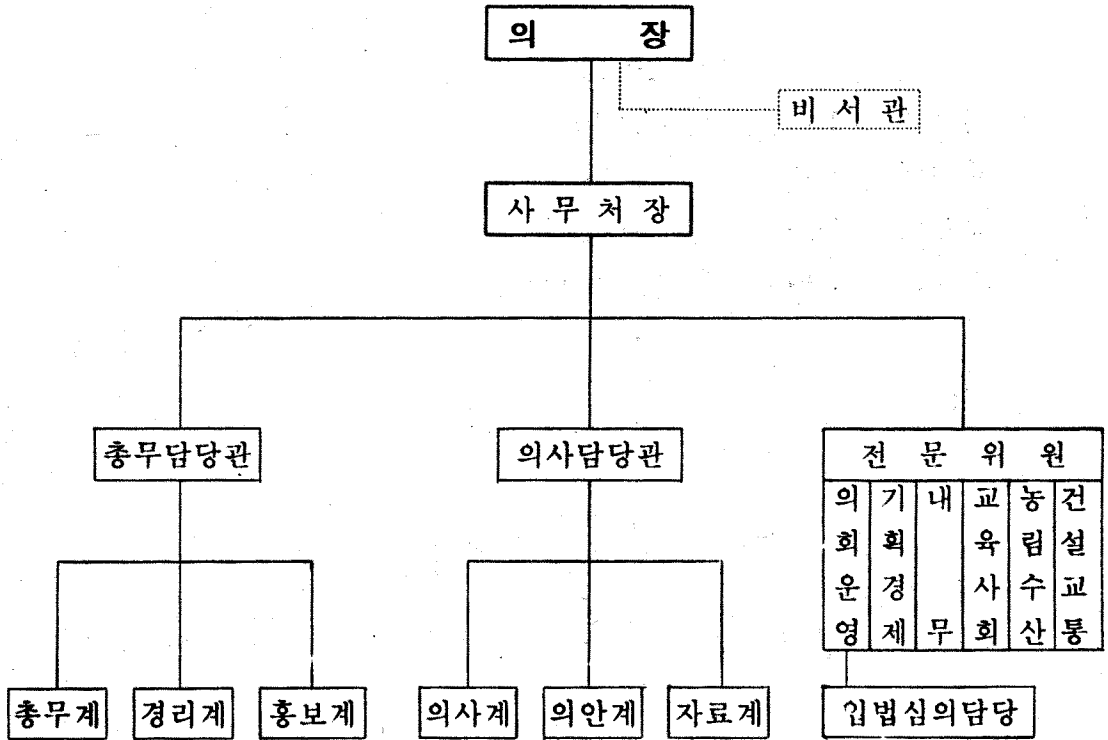 의 장
비 서 관
사 무 처 장
총무담당관
의사담당관
전 문 위 원
의회운영
기획경제
내무
교육사회
농림수산
건설교통
총무계
경리계
홍보계
의사계
의안계
자료계
입법심의담당